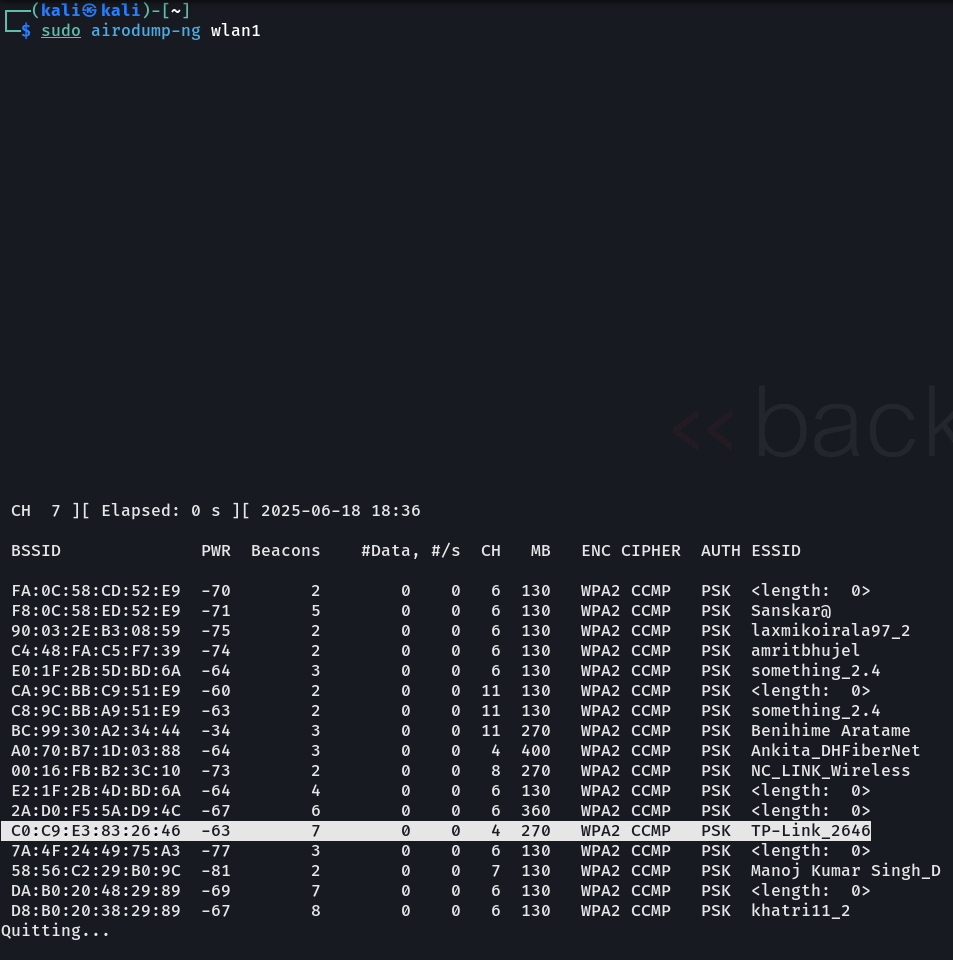 ┌──(kali㉿kali)-[~]
└─$ sudo airodump-ng wlan1
<< back
CH  7 ][ Elapsed: 0 s ][ 2025-06-18 18:36
BSSID              PWR  Beacons    #Data, #/s  CH   MB   ENC CIPHER  AUTH ESSID
FA:0C:58:CD:52:E9  -70        2        0    0   6  130   WPA2 CCMP   PSK  <length:  0>
F8:0C:58:ED:52:E9  -71        5        0    0   6  130   WPA2 CCMP   PSK  Sanskar@
90:03:2E:B3:08:59  -75        2        0    0   6  130   WPA2 CCMP   PSK  laxmikoirala97_2
C4:48:FA:C5:F7:39  -74        2        0    0   6  130   WPA2 CCMP   PSK  amritbhujel
E0:1F:2B:5D:BD:6A  -64        3        0    0   6  130   WPA2 CCMP   PSK  something_2.4
CA:9C:BB:C9:51:E9  -60        2        0    0  11  130   WPA2 CCMP   PSK  <length:  0>
C8:9C:BB:A9:51:E9  -63        2        0    0  11  130   WPA2 CCMP   PSK  something_2.4
BC:99:30:A2:34:44  -34        3        0    0  11  270   WPA2 CCMP   PSK  Benihime Aratame
A0:70:B7:1D:03:88  -64        3        0    0   4  400   WPA2 CCMP   PSK  Ankita_DHFiberNet
00:16:FB:B2:3C:10  -73        2        0    0   8  270   WPA2 CCMP   PSK  NC_LINK_Wireless
E2:1F:2B:4D:BD:6A  -64        4        0    0   6  130   WPA2 CCMP   PSK  <length:  0>
2A:D0:F5:5A:D9:4C  -67        6        0    0   6  360   WPA2 CCMP   PSK  <length:  0>
C0:C9:E3:83:26:46  -63        7        0    0   4  270   WPA2 CCMP   PSK  TP-Link_2646
7A:4F:24:49:75:A3  -77        3        0    0   6  130   WPA2 CCMP   PSK  <length:  0>
58:56:C2:29:B0:9C  -81        2        0    0   7  130   WPA2 CCMP   PSK  Manoj Kumar Singh_D
DA:B0:20:48:29:89  -69        7        0    0   6  130   WPA2 CCMP   PSK  <length:  0>
D8:B0:20:38:29:89  -67        8        0    0   6  130   WPA2 CCMP   PSK  khatri11_2
Quitting...